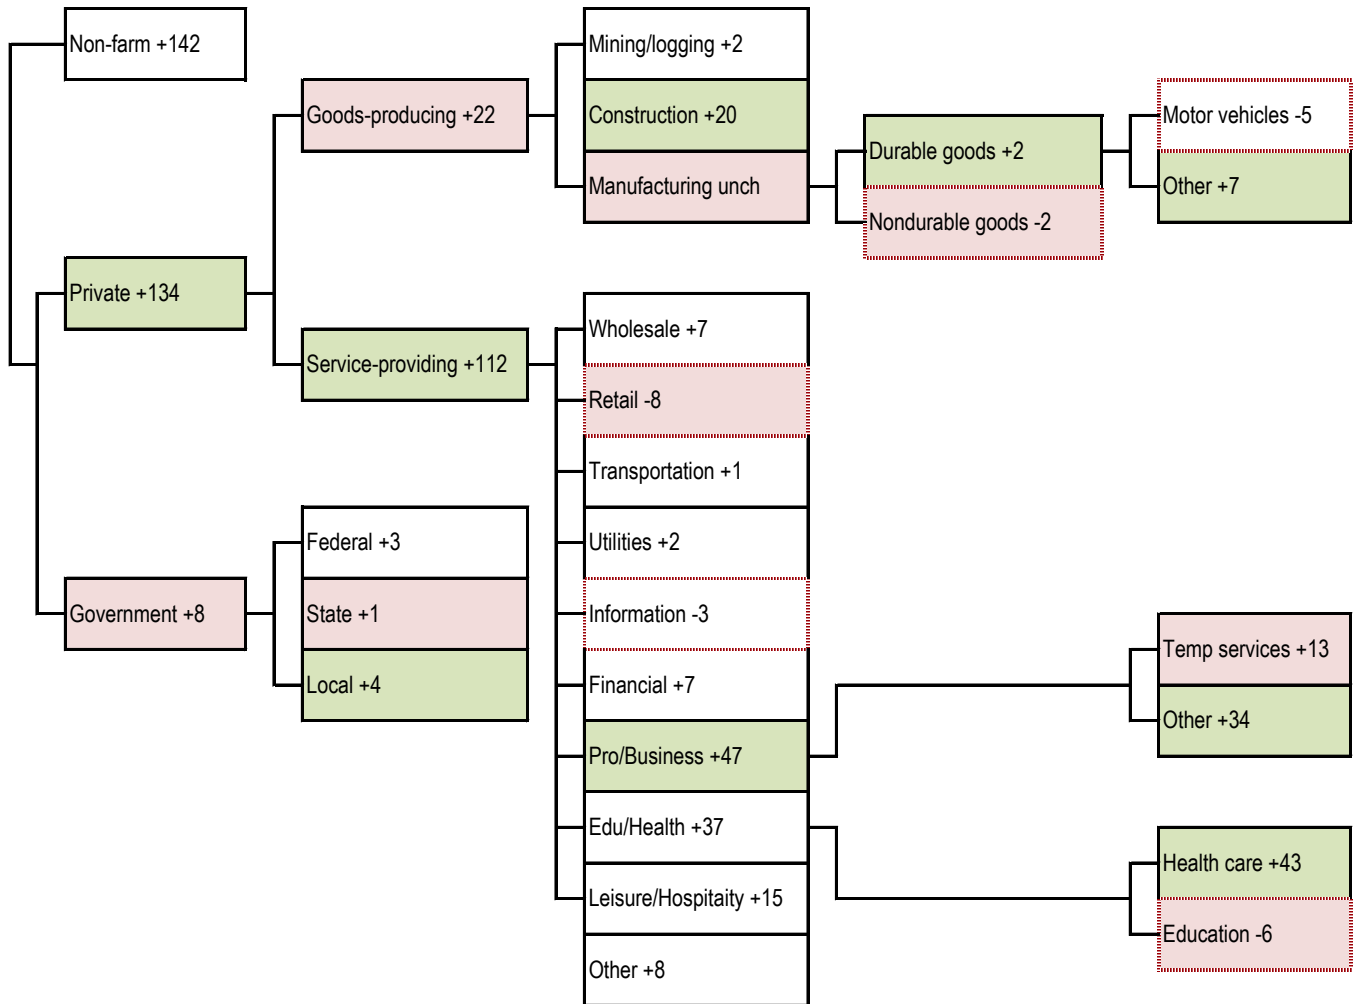 Non-farm +142
Private +134
Government +8
Goods-producing +22
Service-providing +112
Federal +3
State +1
Local +4
Mining/logging +2
Construction +20
Manufacturing unch
Wholesale +7
Retail -8
Transportation +1
Utilities +2
Information -3
Financial +7
Pro/Business +47
Edu/Health +37
Leisure/Hospitaity +15
Other +8
Durable goods +2
Nondurable goods -2
Motor vehicles -5
Other +7
Temp services +13
Other +34
Health care +43
Education -6